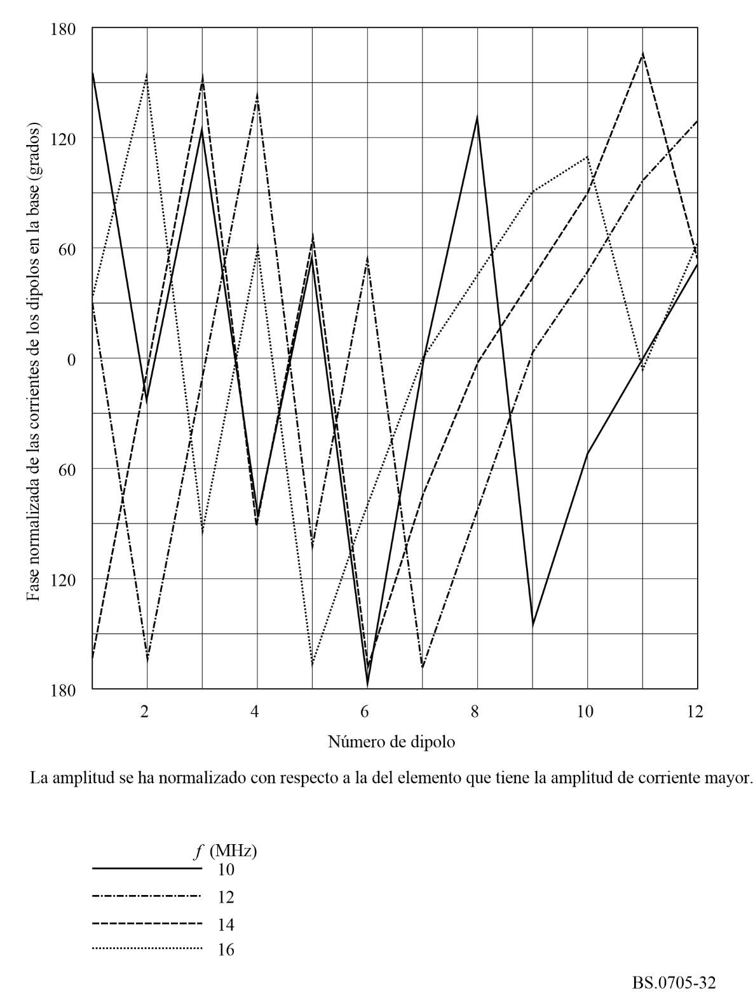 180
120
60
0
60
120
180
Fase normalizada de las corrientes de los dipolos en la base (grados)
2 4 6 8 10 12
Número de dipolo
La amplitud se ha normalizado con respecto a la del elemento que tiene la amplitud de corriente mayor.
f (MHz)
10
12
14
16
BS.0705-32